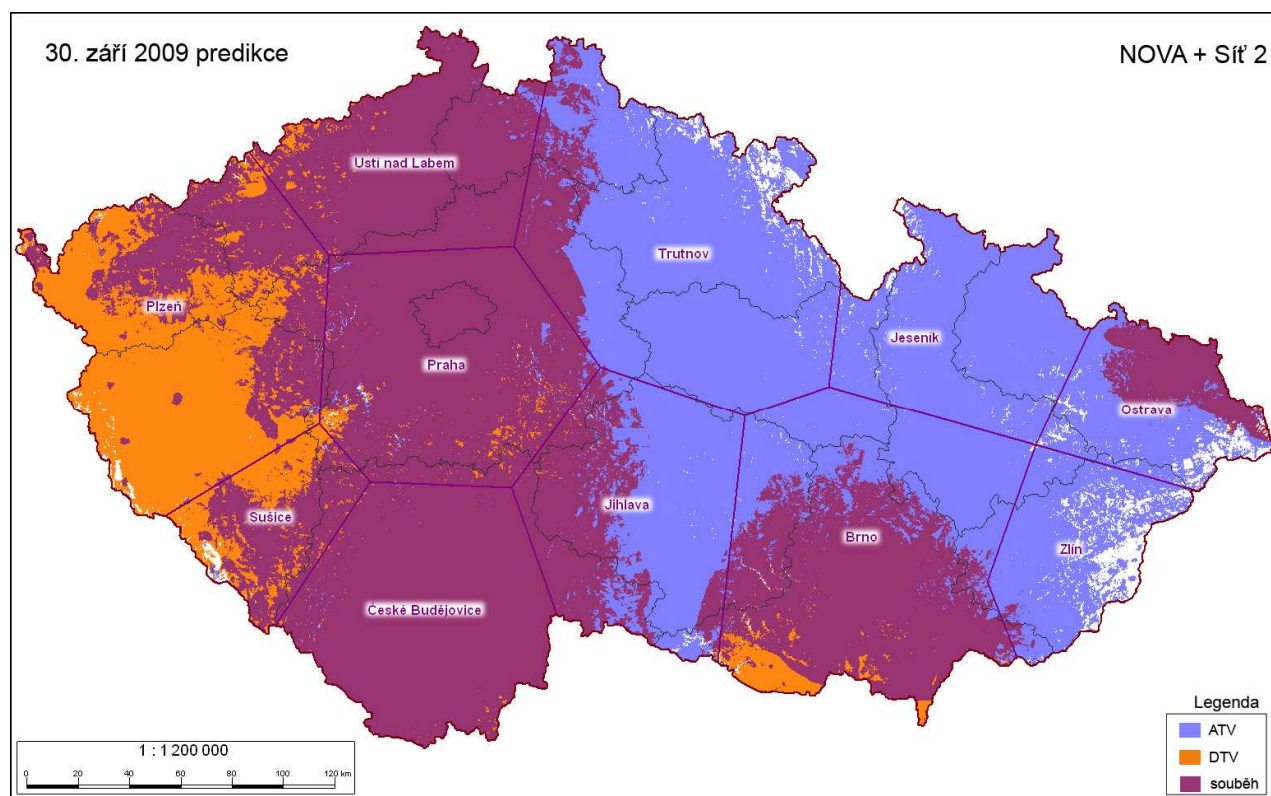 30. září 2009 predikce
NOVA + Síť 2
Ustí nad Labem
Trutnov
Plzeň
Jeseník
Praha
Ostrava
Jihlava
Sušice
Brno
Zlín
České Budějovice
Legenda
ATV
DTV
souběh
1 : 1 200 000
0 20 40 60 80 100 120 km